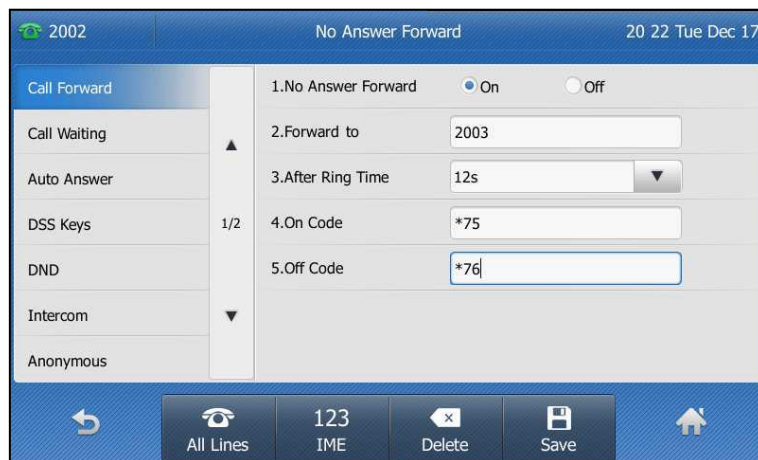 2002
No Answer Forward
20 22 Tue Dec 17
Call Forward
Call Waiting
Auto Answer
DSS Keys
DND
Intercom
Anonymous
1/2
1.No Answer Forward
On
Off
2.Forward to
2003
3.After Ring Time
12s
4.On Code
*75
5.Off Code
*76
All Lines
123
IME
Delete
Save